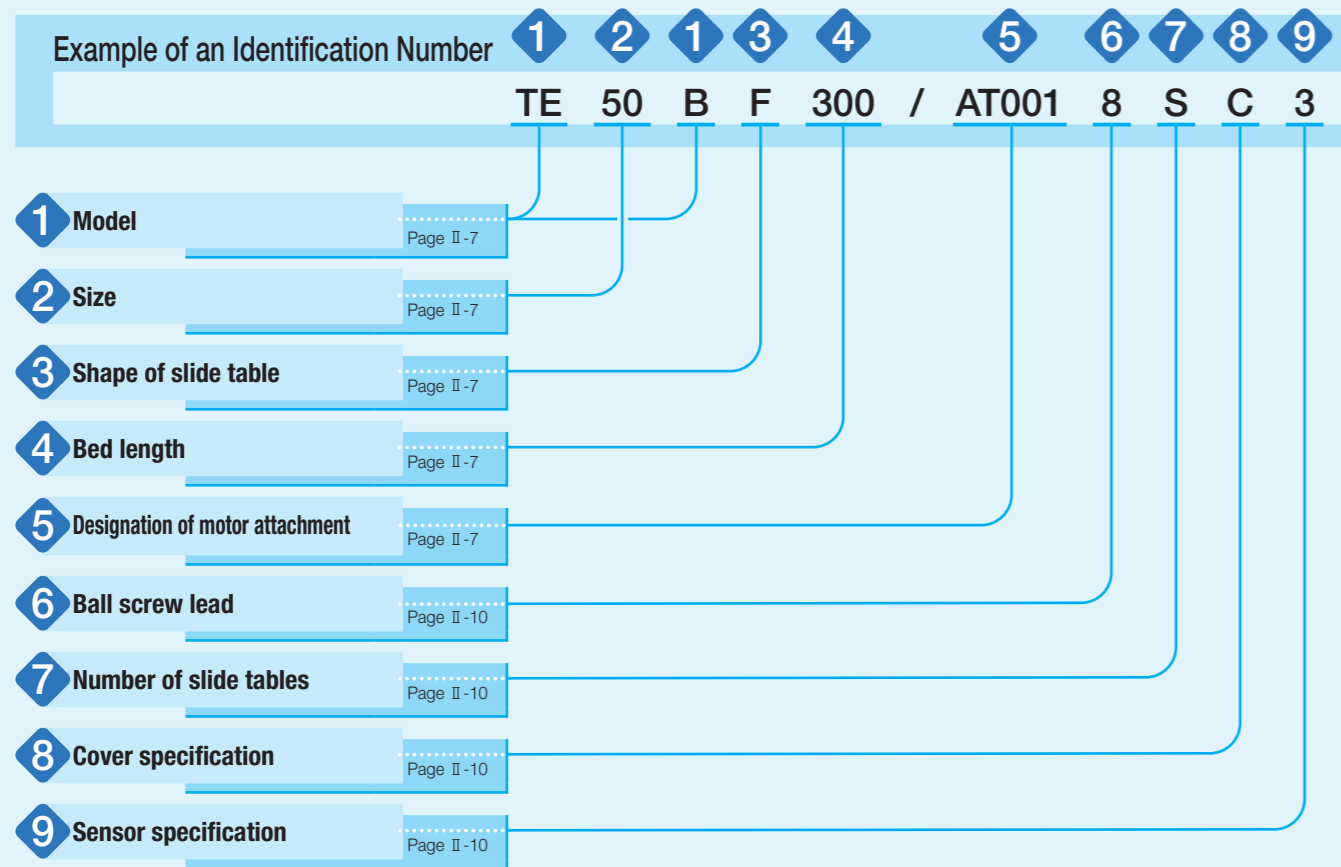 Example of an Identification Number 1 2 1 3 4 5 6 7 8 9
TE 50 B F 300 / AT001 8 S C 3
1 Model
Page Ⅱ-7
2 Size
Page Ⅱ-7
3 Shape of slide table
Page Ⅱ-7
4 Bed length
Page Ⅱ-7
5 Designation of motor attachment
Page Ⅱ-7
6 Ball screw lead
Page Ⅱ-10
7 Number of slide tables
Page Ⅱ-10
8 Cover specification
Page Ⅱ-10
9 Sensor specification
Page Ⅱ-10